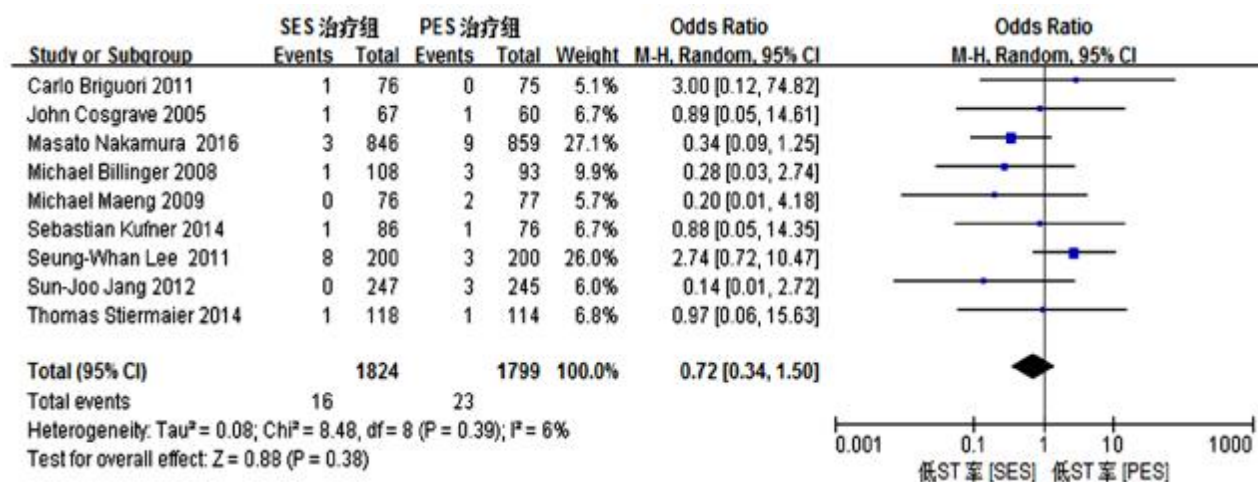 SES 治疗组 PES 治疗组 Odds Ratio Odds Ratio
Study or Subgroup Events Total Events Total Weight M-H, Random, 95% CI M-H, Random, 95% CI
Carlo Briguori 2011 1 76 0 75 5.1% 3.00 [0.12, 74.82]
John Cosgrave 2005 1 67 1 60 6.7% 0.89 [0.05, 14.61]
Masato Nakamura 2016 3 846 9 859 27.1% 0.34 [0.09, 1.25]
Michael Billinger 2008 1 108 3 93 9.9% 0.28 [0.03, 2.74]
Michael Maeng 2009 0 76 2 77 5.7% 0.20 [0.01, 4.18]
Sebastian Kufner 2014 1 86 1 76 6.7% 0.88 [0.05, 14.35]
Seung-Whan Lee 2011 8 200 3 200 26.0% 2.74 [0.72, 10.47]
Sun-Joo Jang 2012 0 247 3 245 6.0% 0.14 [0.01, 2.72]
Thomas Stiermaier 2014 1 118 1 114 6.8% 0.97 [0.06, 15.63]
Total (95% CI) 1824 1799 100.0% 0.72 [0.34, 1.50]
Total events 16 23
Heterogeneity: Tau² = 0.08; Chi² = 8.48, df = 8 (P = 0.39); I² = 6%
Test for overall effect: Z = 0.88 (P = 0.38)
0.001 0.1 1 10 1000
低ST 率 [SES] 低ST 率 [PES]